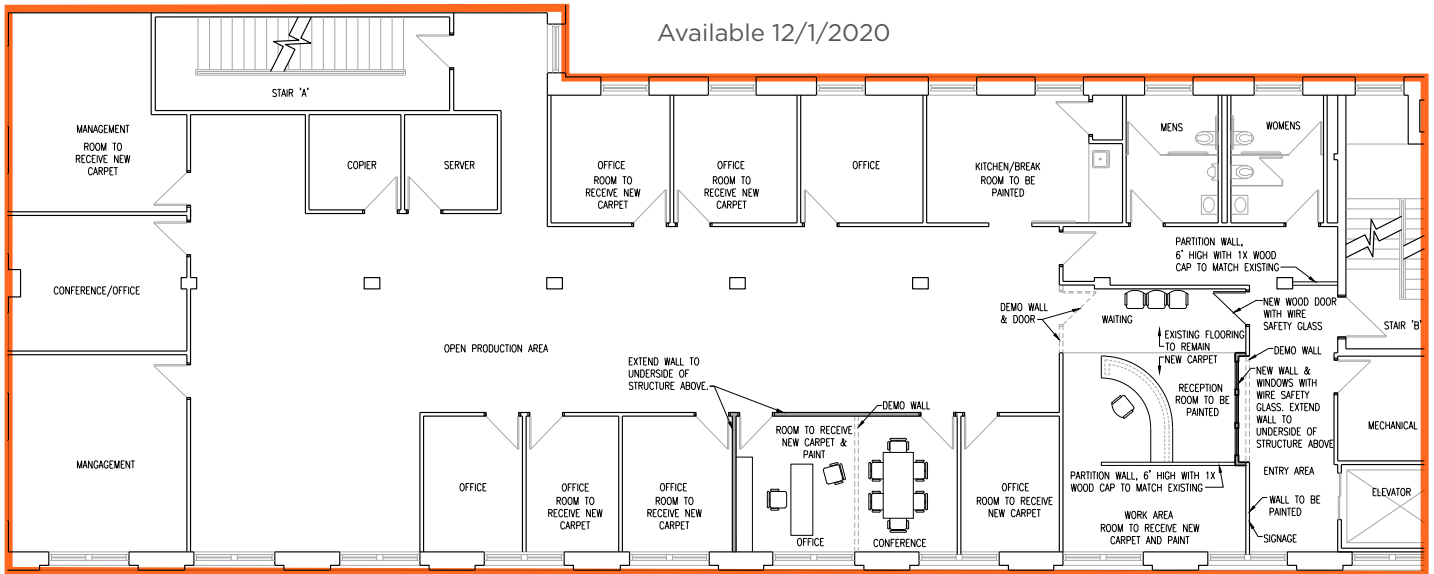 Available 12/1/2020
STAIR 'A'
MANAGEMENT
ROOM TO
RECEIVE NEW
CARPET
COPIER
SERVER
OFFICE
ROOM TO
RECEIVE NEW
CARPET
OFFICE
ROOM TO
RECEIVE NEW
CARPET
OFFICE
KITCHEN/BREAK
ROOM TO BE
PAINTED
MENS
WOMENS
PARTITION WALL,
6' HIGH WITH 1X WOOD
CAP TO MATCH EXISTING
CONFERENCE/OFFICE
DEMO WALL
& DOOR
WAITING
NEW WOOD DOOR
WITH WIRE
SAFETY GLASS
STAIR 'B'
EXISTING FLOORING
TO REMAIN
NEW CARPET
OPEN PRODUCTION AREA
EXTEND WALL TO
UNDERSIDE OF
STRUCTURE ABOVE.
DEMO WALL
NEW WALL &
WINDOWS WITH
WIRE SAFETY
GLASS. EXTEND
WALL TO
UNDERSIDE OF
STRUCTURE ABOVE
RECEPTION
ROOM TO BE
PAINTED
DEMO WALL
MECHANICAL
MANGAGEMENT
OFFICE
OFFICE
ROOM TO
RECEIVE NEW
CARPET
OFFICE
ROOM TO
RECEIVE NEW
CARPET
ROOM TO RECEIVE
NEW CARPET &
PAINT
OFFICE
CONFERENCE
OFFICE
ROOM TO RECEIVE
NEW CARPET
PARTITION WALL, 6' HIGH WITH 1X
WOOD CAP TO MATCH EXISTING
ENTRY AREA
ELEVATOR
WORK AREA
ROOM TO RECEIVE NEW
CARPET AND PAINT
WALL TO BE
PAINTED
SIGNAGE